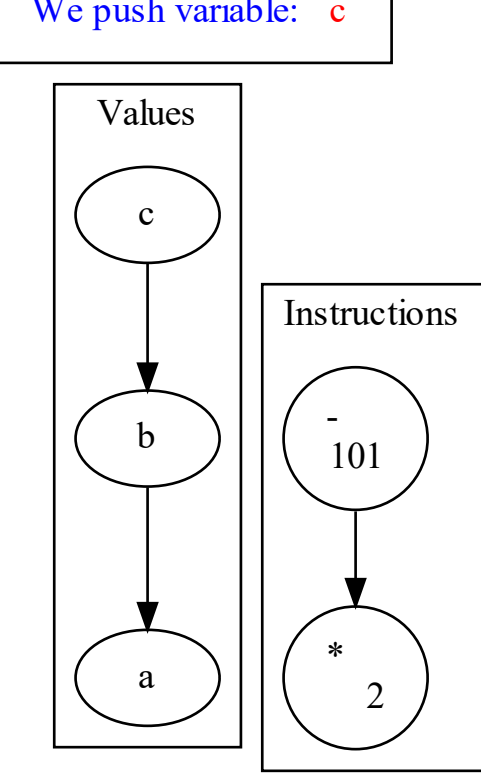 We push variable: c
Values
c
Instructions
b
-
101
a
*
2